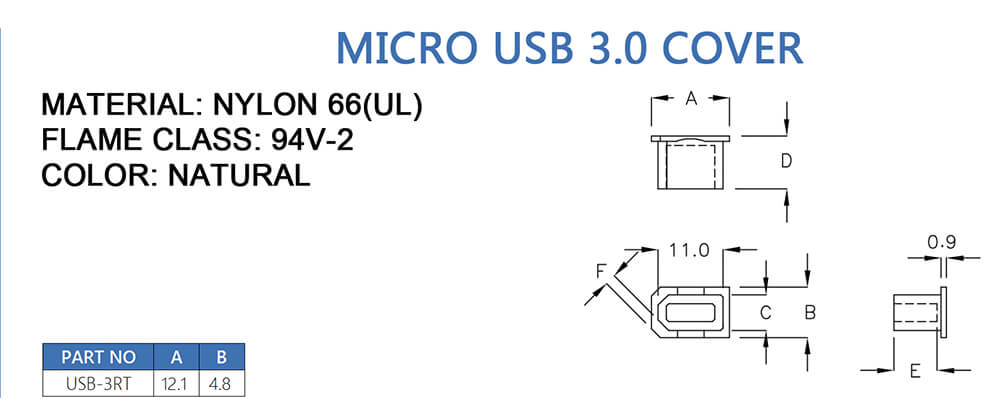 MICRO USB 3.0 COVER
MATERIAL: NYLON 66(UL)
FLAME CLASS: 94V-2
COLOR: NATURAL
A
D
0.9
11.0
F
C
B
E
PART NO A B
USB-3RT 12.1 4.8